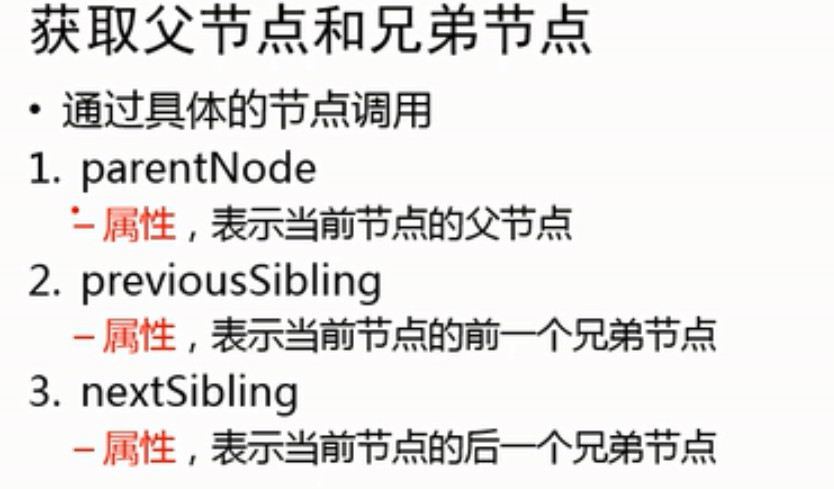 获取父节点和兄弟节点
• 通过具体的节点调用
1. parentNode
– 属性，表示当前节点的父节点
2. previousSibling
– 属性，表示当前节点的前一个兄弟节点
3. nextSibling
– 属性，表示当前节点的后一个兄弟节点